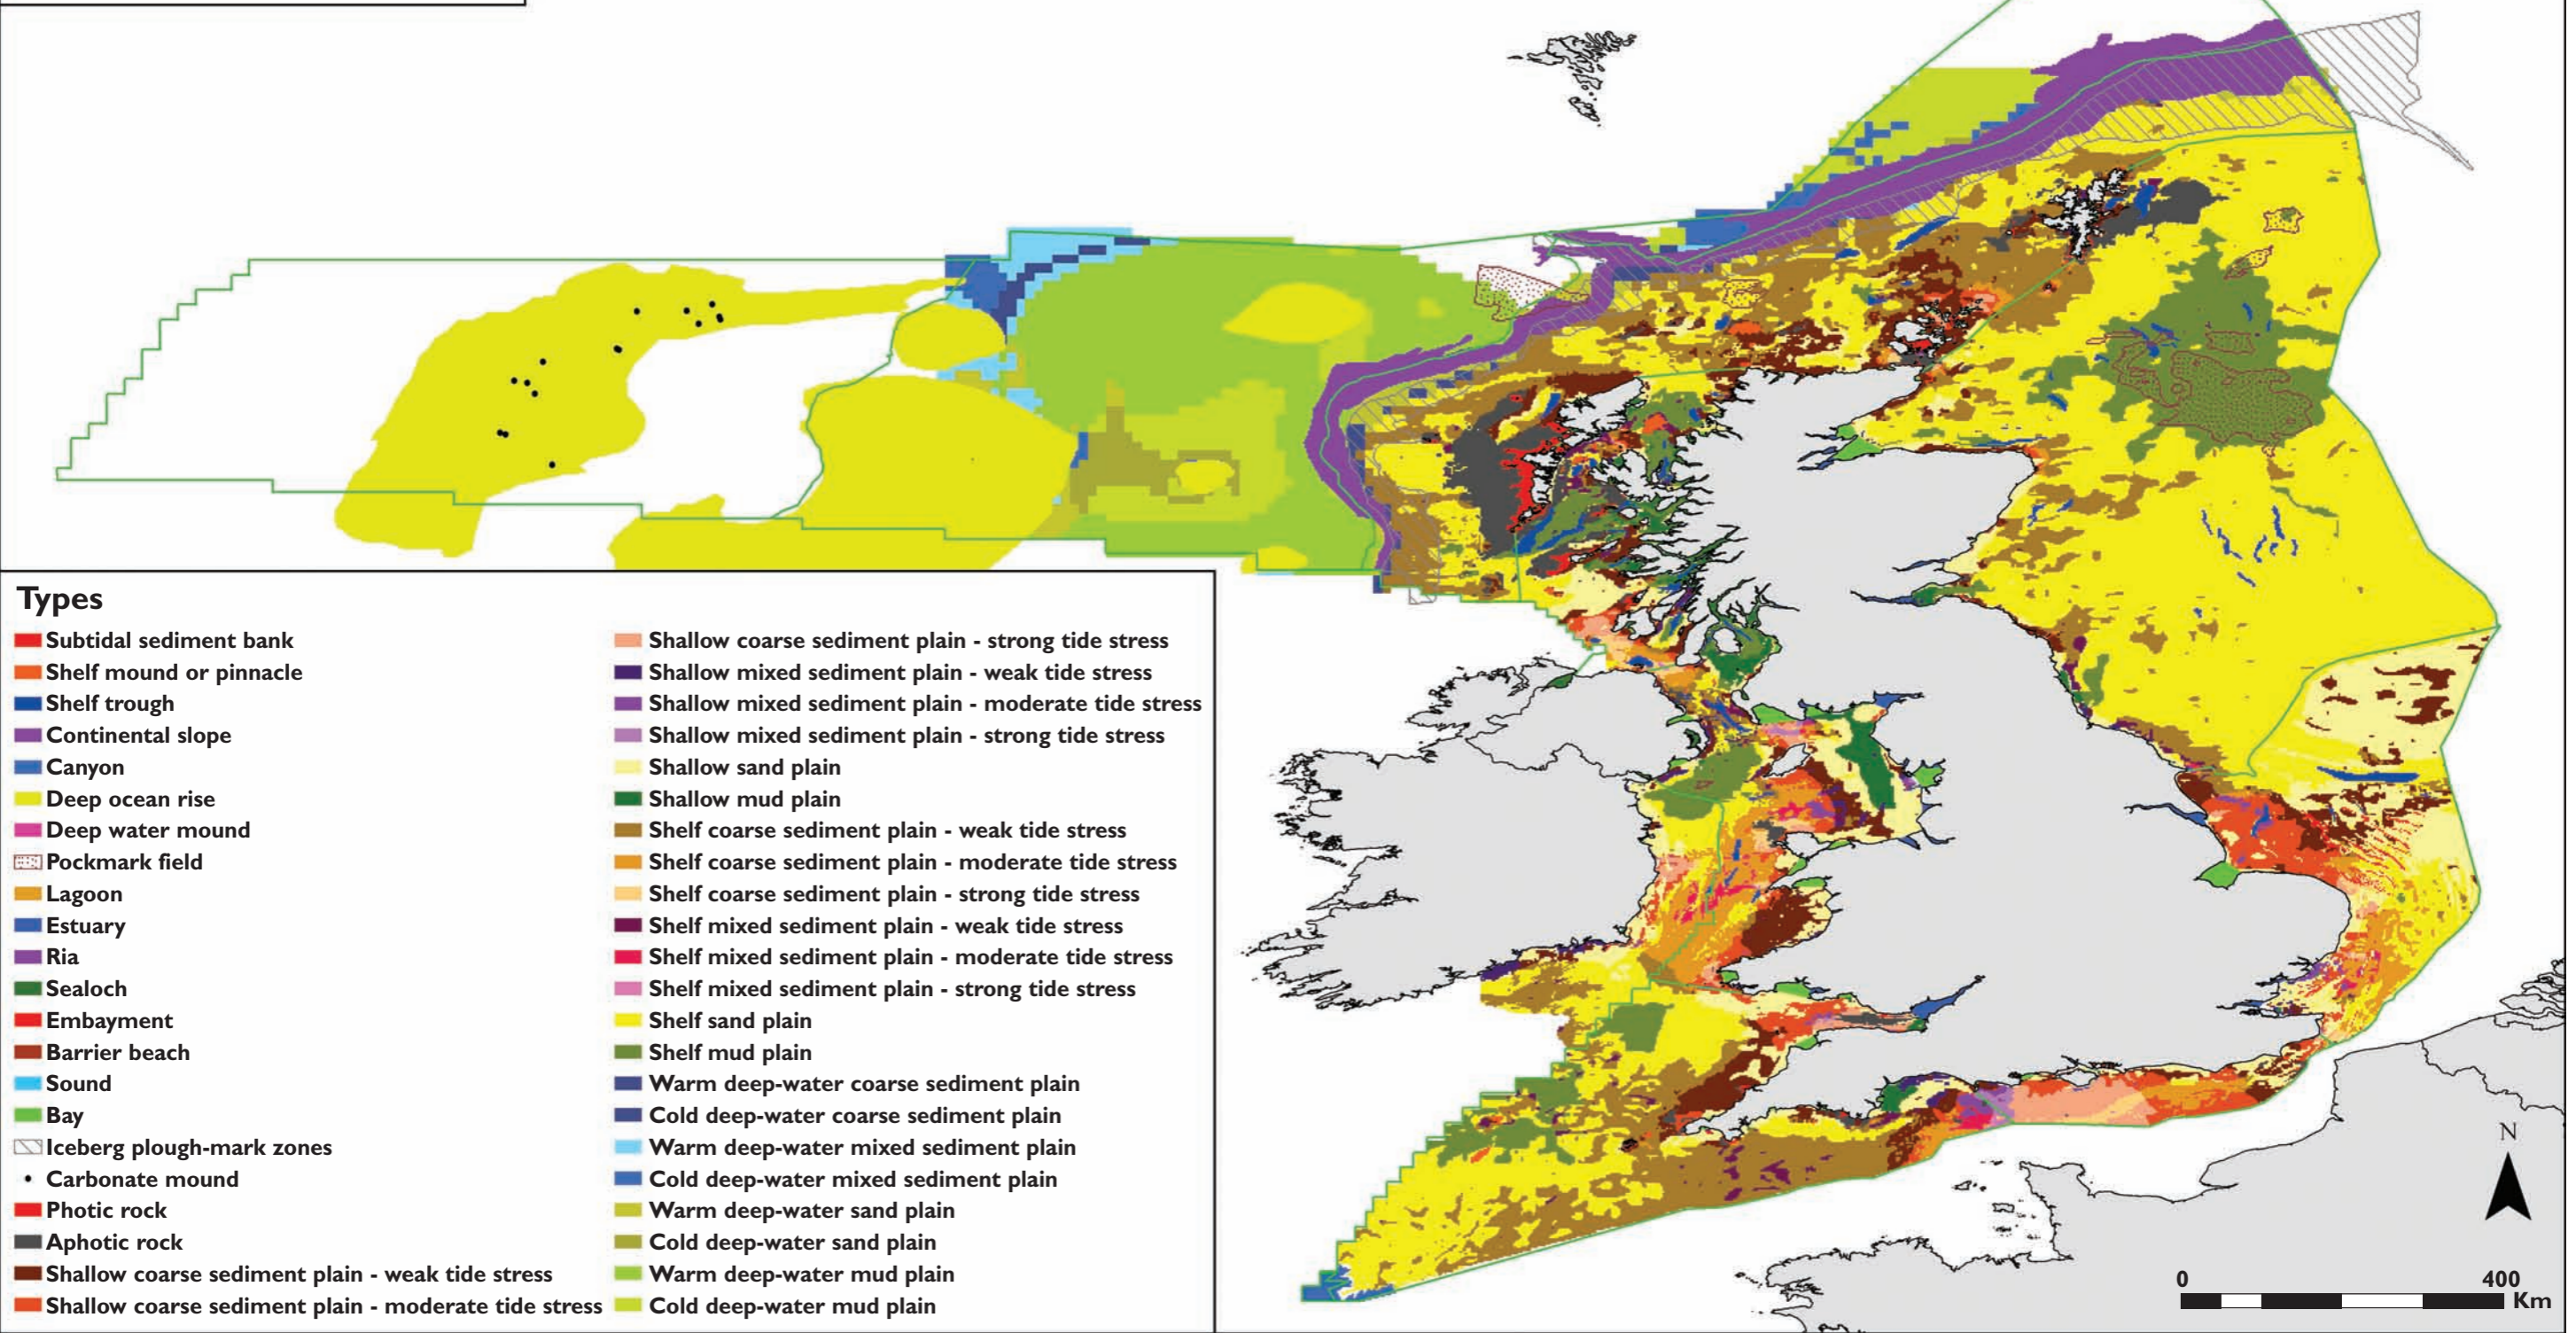 Types
Subtidal sediment bank
Shelf mound or pinnacle
Shelf trough
Continental slope
Canyon
Deep ocean rise
Deep water mound
Pockmark field
Lagoon
Estuary
Ria
Sealoch
Embayment
Barrier beach
Sound
Bay
Iceberg plough-mark zones
Carbonate mound
Photic rock
Aphotic rock
Shallow coarse sediment plain - weak tide stress
Shallow coarse sediment plain - moderate tide stress
Shallow coarse sediment plain - strong tide stress
Shallow mixed sediment plain - weak tide stress
Shallow mixed sediment plain - moderate tide stress
Shallow mixed sediment plain - strong tide stress
Shallow sand plain
Shallow mud plain
Shelf coarse sediment plain - weak tide stress
Shelf coarse sediment plain - moderate tide stress
Shelf coarse sediment plain - strong tide stress
Shelf mixed sediment plain - weak tide stress
Shelf mixed sediment plain - moderate tide stress
Shelf mixed sediment plain - strong tide stress
Shelf sand plain
Shelf mud plain
Warm deep-water coarse sediment plain
Cold deep-water coarse sediment plain
Warm deep-water mixed sediment plain
Cold deep-water mixed sediment plain
Warm deep-water sand plain
Cold deep-water sand plain
Warm deep-water mud plain
Cold deep-water mud plain
N
0 400
Km